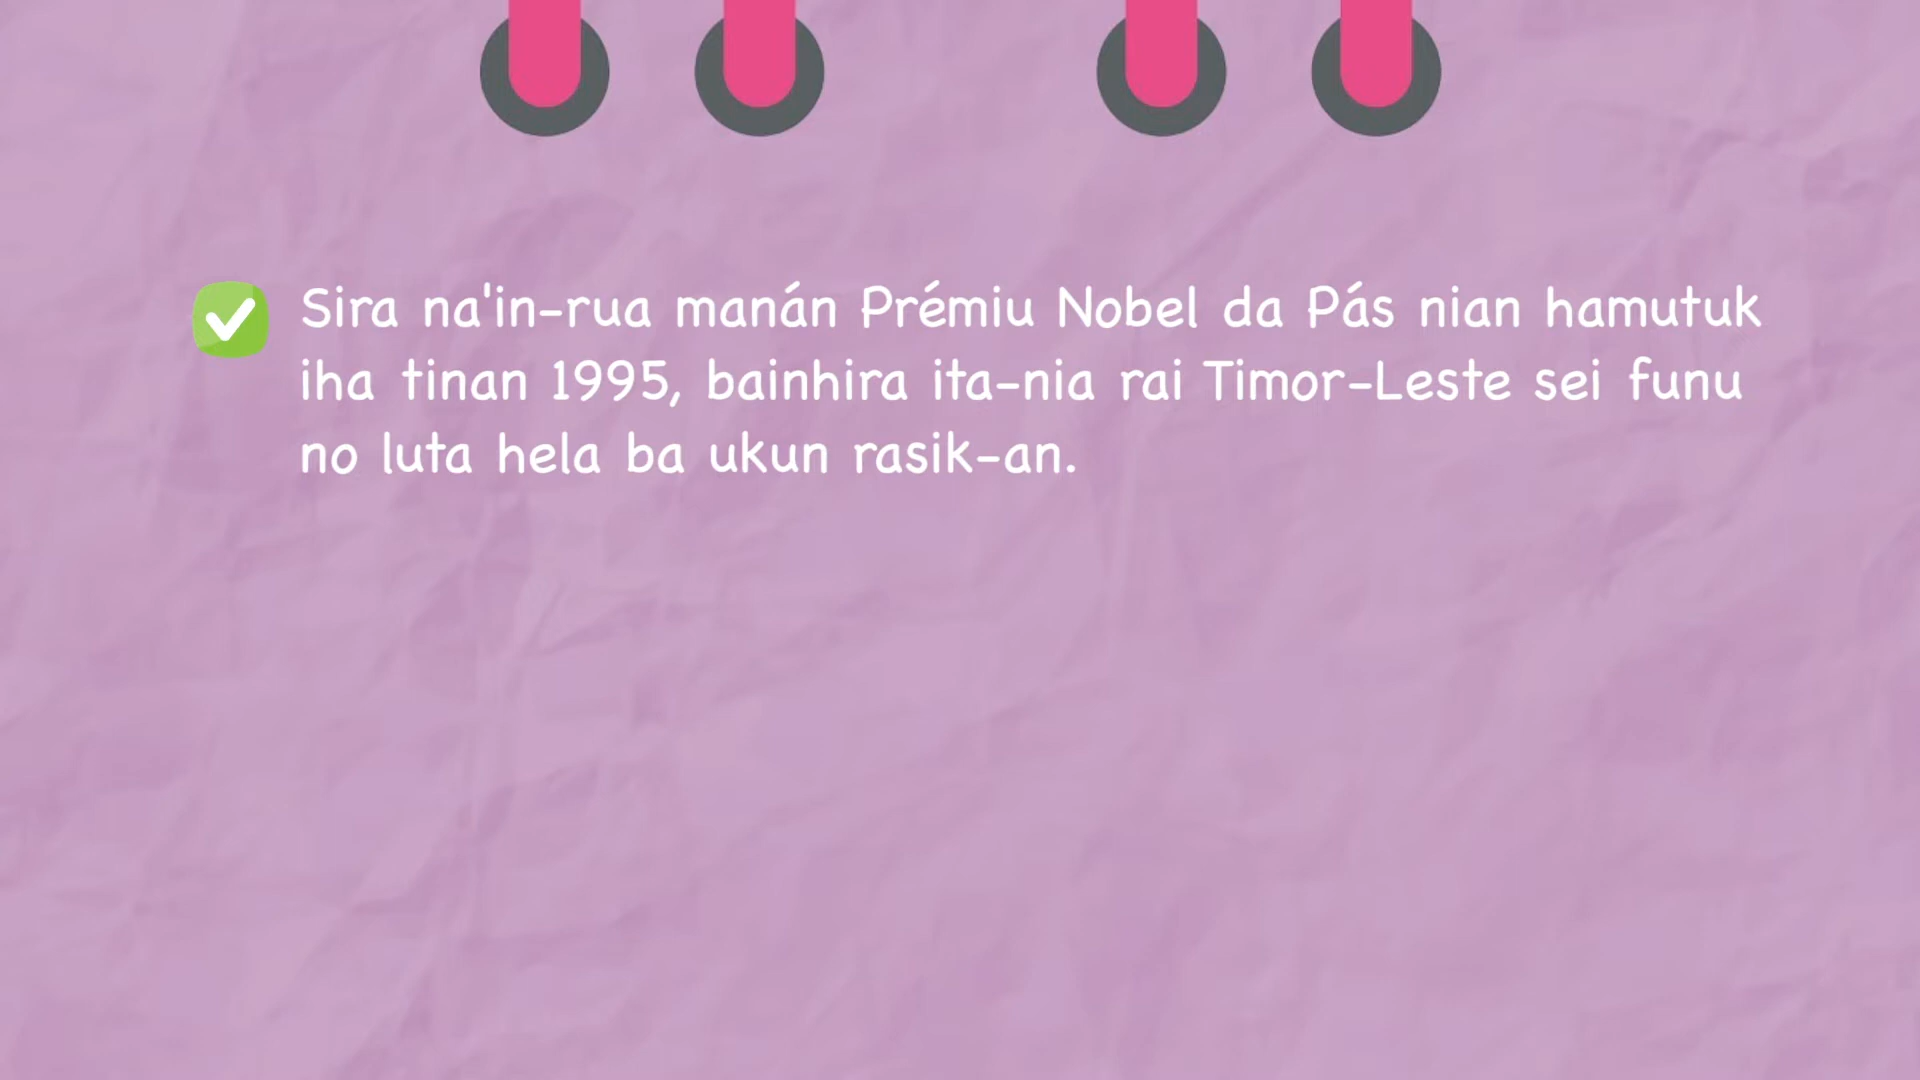 Sira na'in-rua manán Prémiu Nobel da Pás nian hamutuk
iha tinan 1995, bainhira ita-nia rai Timor-Leste sei funu
no luta hela ba ukun rasik-an.